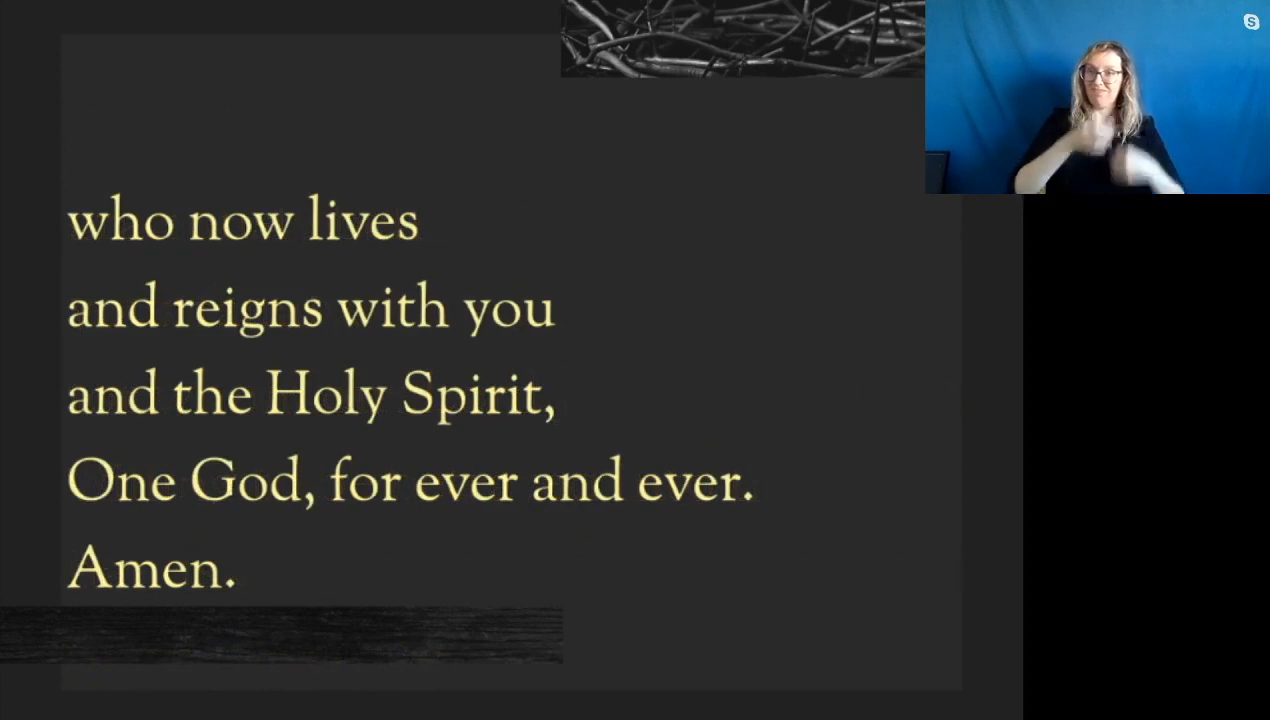 who now lives
and reigns with you
and the Holy Spirit,
One God, for ever and ever.
Amen.